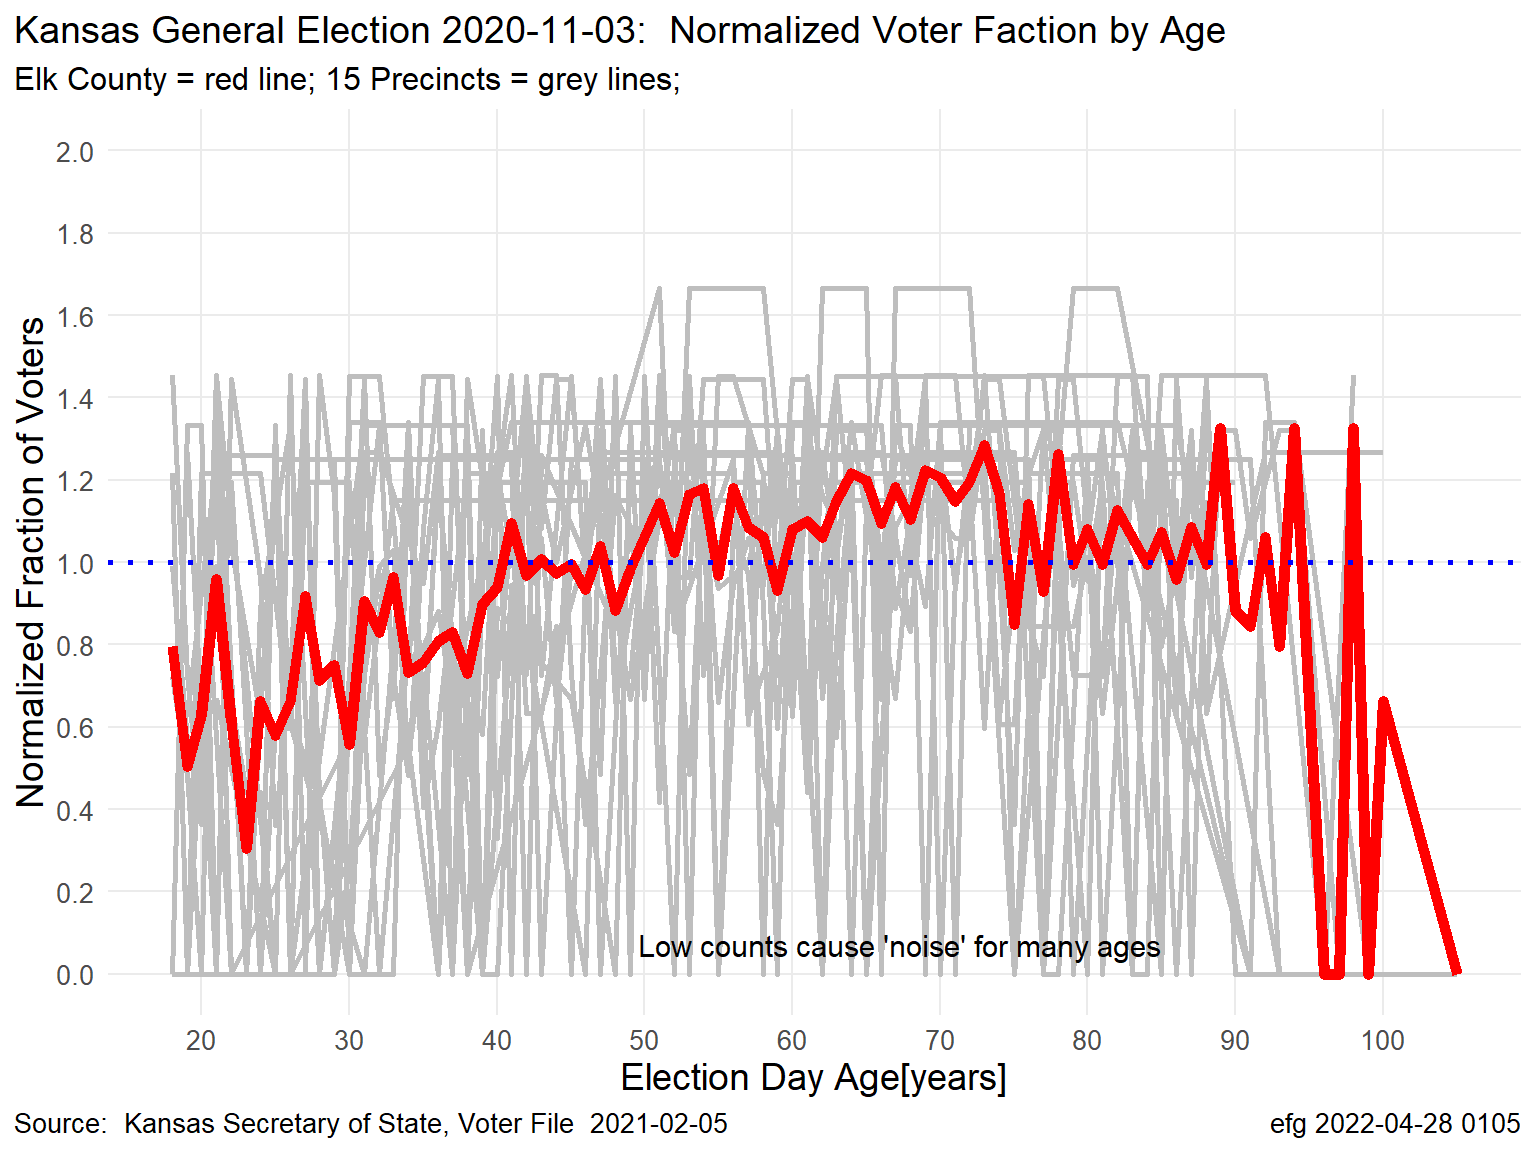 Kansas General Election 2020-11-03:  Normalized Voter Faction by Age
Elk County = red line; 15 Precincts = grey lines;
Normalized Fraction of Voters
2.0
1.8
1.6
1.4
1.2
1.0
0.8
0.6
0.4
0.2
0.0
Low counts cause 'noise' for many ages
20 30 40 50 60 70 80 90 100
Election Day Age[years]
Source:  Kansas Secretary of State, Voter File  2021-02-05
efg 2022-04-28 0105